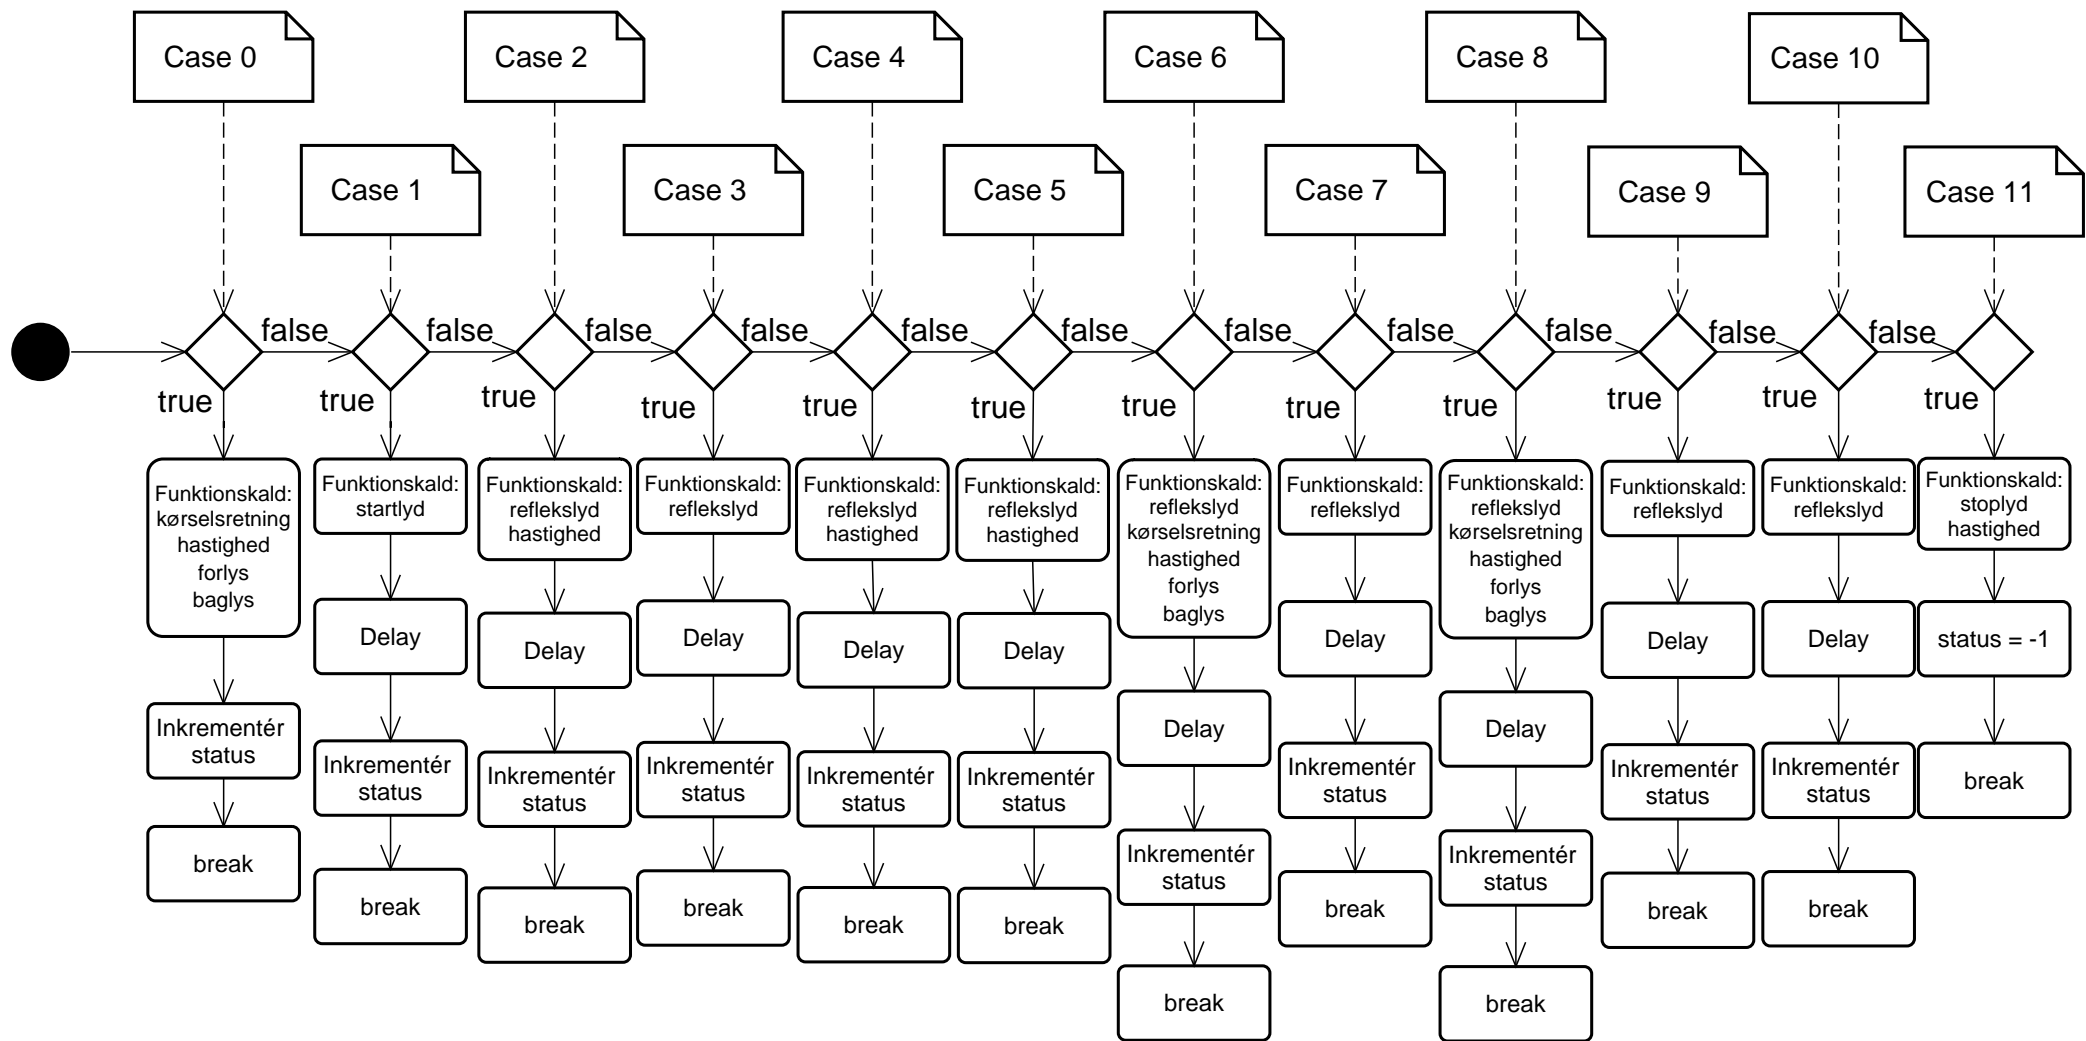 Case 0
Case 2
Case 4
Case 6
Case 8
Case 10
Case 1
Case 3
Case 5
Case 7
Case 9
Case 11
false
false
false
false
false
false
false
false
false
false
false
true
true
true
true
true
true
true
true
true
true
true
true
Funktionskald:
kørselsretning
hastighed
forlys
baglys
Inkrementér
status
break
Funktionskald:
startlyd
Delay
Inkrementér
status
break
Funktionskald:
reflekslyd
hastighed
Delay
Inkrementér
status
break
Funktionskald:
reflekslyd
Delay
Inkrementér
status
break
Funktionskald:
reflekslyd
hastighed
Delay
Inkrementér
status
break
Funktionskald:
reflekslyd
hastighed
Delay
Inkrementér
status
break
Funktionskald:
reflekslyd
kørselsretning
hastighed
forlys
baglys
Delay
Inkrementér
status
break
Funktionskald:
reflekslyd
Delay
Inkrementér
status
break
Funktionskald:
reflekslyd
kørselsretning
hastighed
forlys
baglys
Delay
Inkrementér
status
break
Funktionskald:
reflekslyd
Delay
Inkrementér
status
break
Funktionskald:
reflekslyd
Delay
Inkrementér
status
break
Funktionskald:
stoplyd
hastighed
status = -1
break